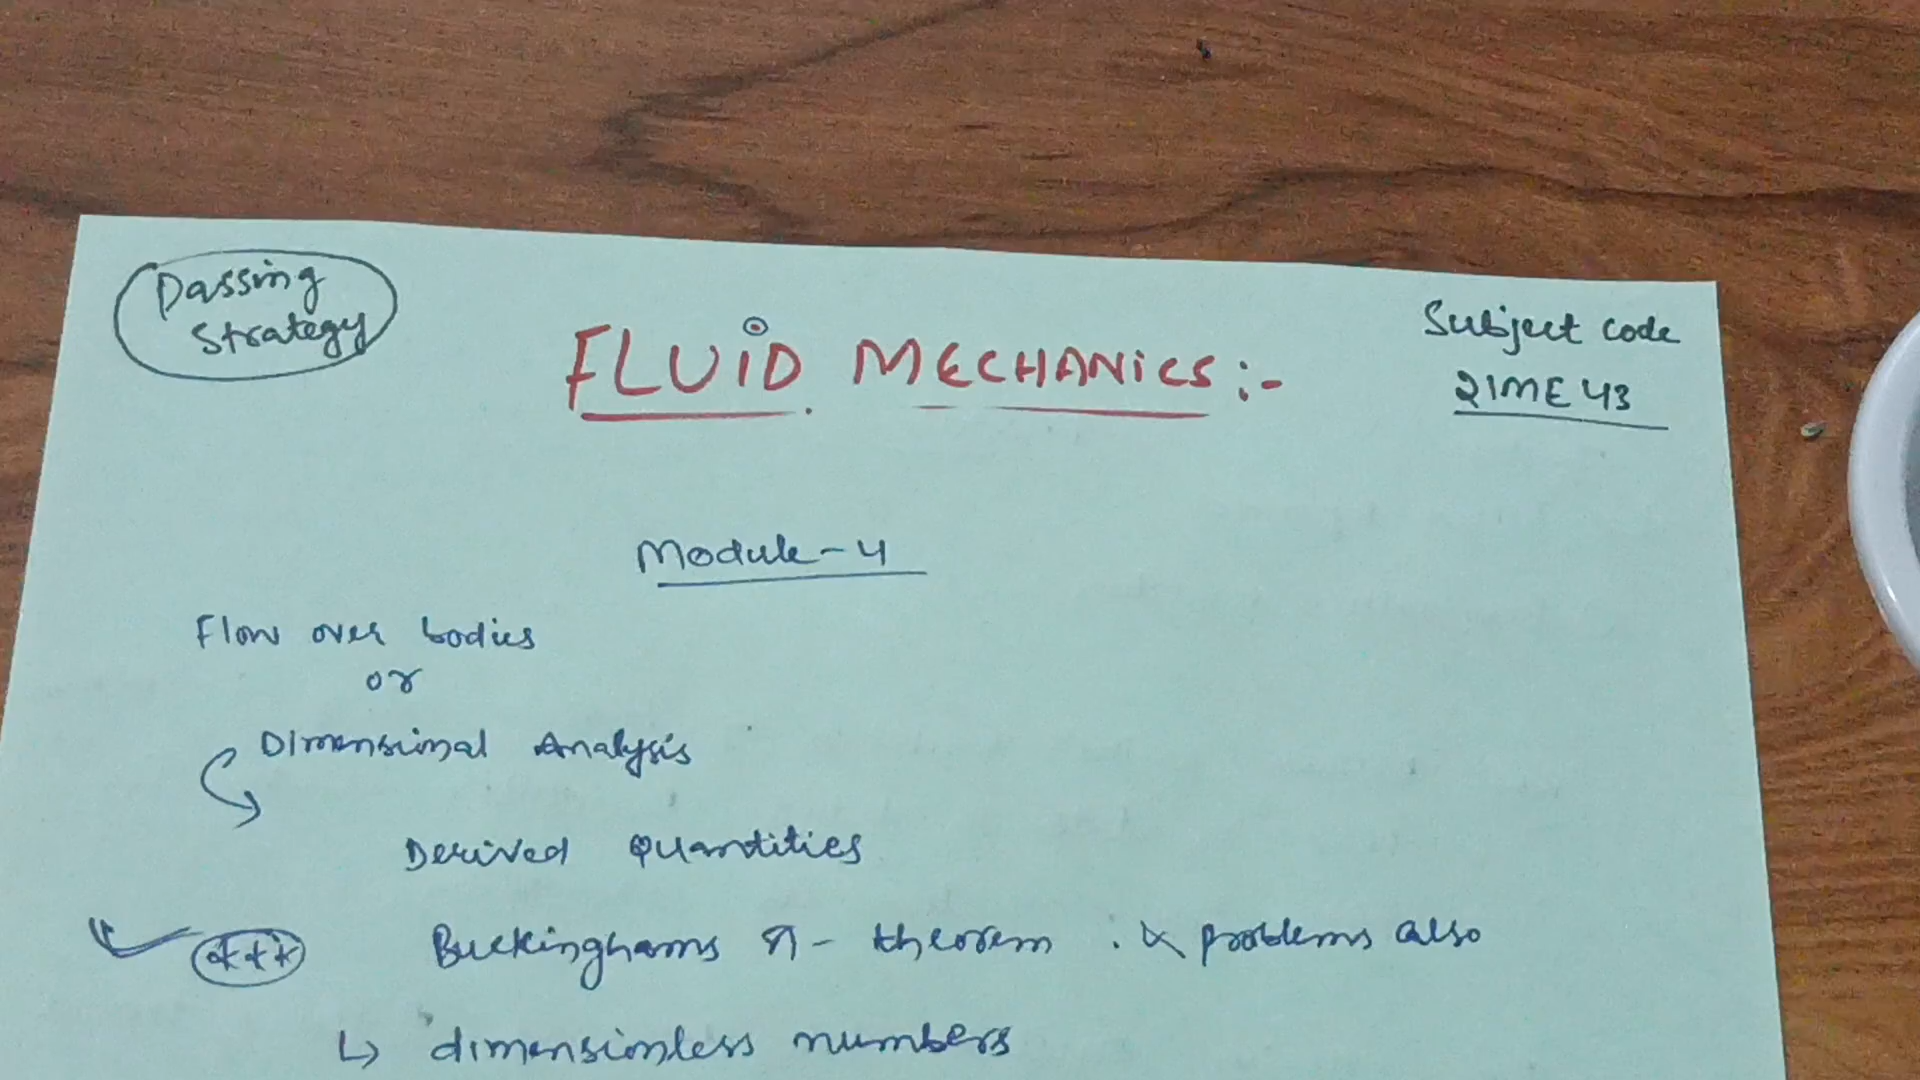 Passing
Strategy
FLUiD MECHANiCS:-
Subject code
21ME43
Module-4
Flow over bodies
or
Dimensional Analysis
Derived Quantities
*** Buckinghams π- theorem . & problems also
↳ dimensionless numbers